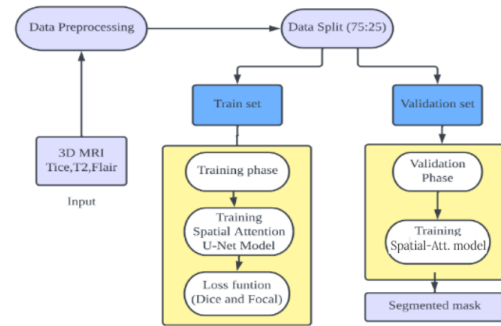 Data Preprocessing
Data Split (75:25)
Train set
Validation set
3D MRI
Tice,T2,Flair
Input
Training phase
Training
Spatial Attention
U-Net Model
Loss funtion
(Dice and Focal)
Validation
Phase
Training
Spatial-Att. model
Segmented mask